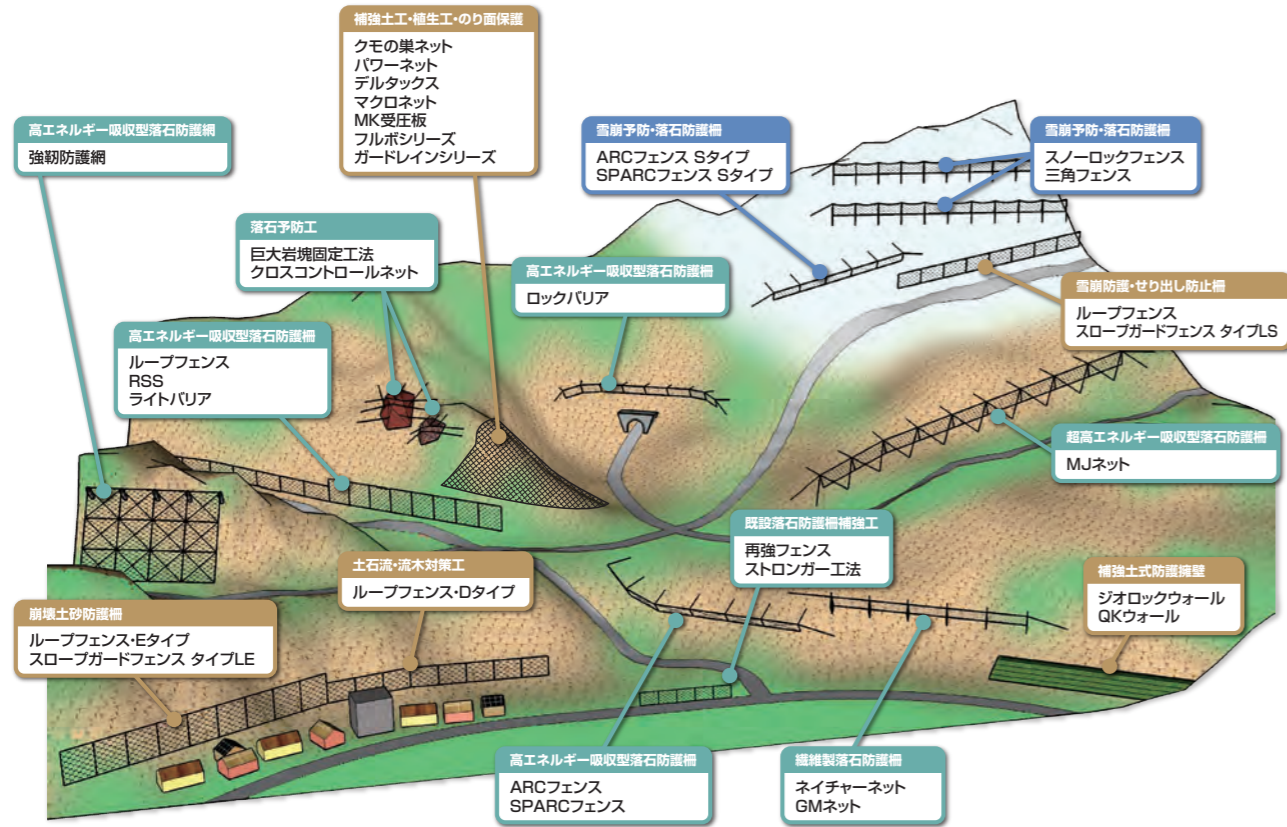 補強土工・植生工・のり面保護
クモの巣ネット
パワーネット
デルタックス
マクロネット
MK受圧板
フルボシリーズ
ガードレインシリーズ
高エネルギー吸収型落石防護網
強靭防護網
雪崩予防・落石防護柵
ARCフェンス Sタイプ
SPARCフェンス Sタイプ
雪崩予防・落石防護柵
スノーロックフェンス
三角フェンス
落石予防工
巨大岩塊固定工法
クロスコントロールネット
高エネルギー吸収型落石防護柵
ロックバリア
雪崩防護・せり出し防止柵
ループフェンス
スロープガードフェンス タイプLS
高エネルギー吸収型落石防護柵
ループフェンス
RSS
ライトバリア
超高エネルギー吸収型落石防護柵
MJネット
既設落石防護柵補強工
再強フェンス
ストロンガー工法
土石流・流木対策工
ループフェンス・Dタイプ
補強土式防護擁壁
ジオロックウォール
QKウォール
崩壊土砂防護柵
ループフェンス・Eタイプ
スロープガードフェンス タイプLE
高エネルギー吸収型落石防護柵
ARCフェンス
SPARCフェンス
繊維製落石防護柵
ネイチャーネット
GMネット